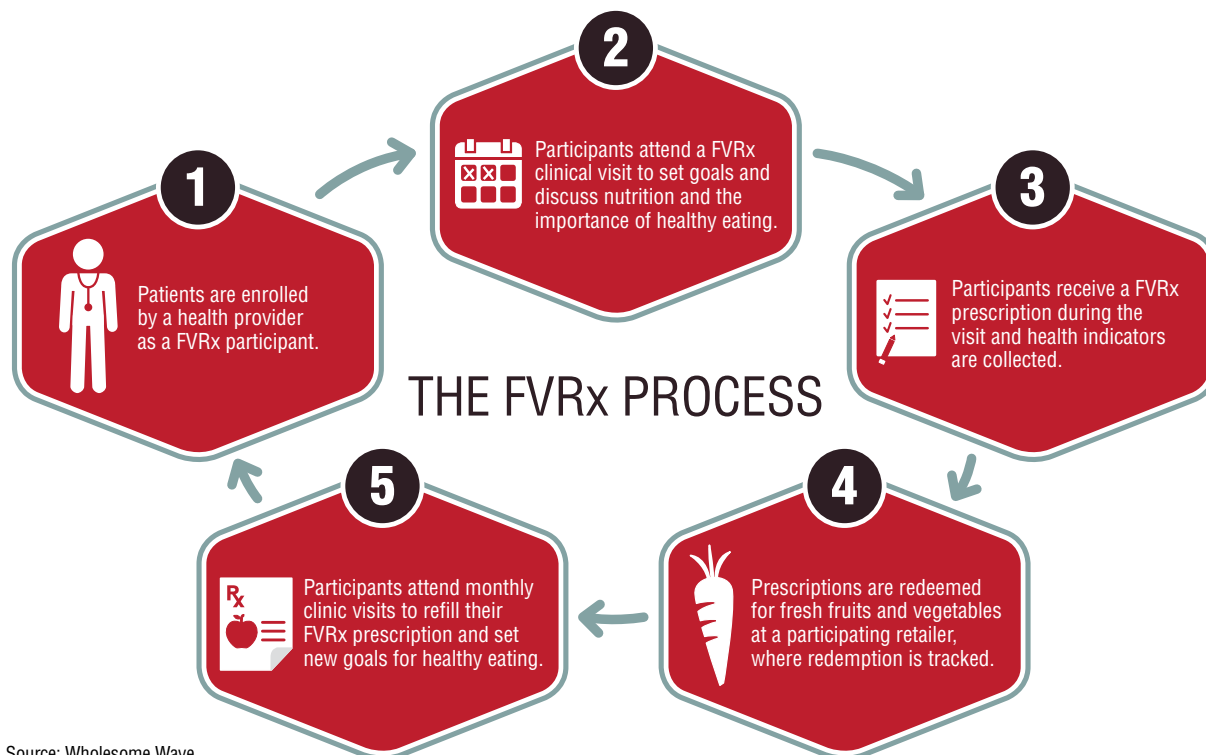 1
Patients are enrolled
by a health provider
as a FVRx participant.
2
Participants attend a FVRx
clinical visit to set goals and
discuss nutrition and the
importance of healthy eating.
3
Participants receive a FVRx
prescription during the
visit and health indicators
are collected.
THE FVRx PROCESS
4
Prescriptions are redeemed
for fresh fruits and vegetables
at a participating retailer,
where redemption is tracked.
5
Rx
Participants attend monthly
clinic visits to refill their
FVRx prescription and set
new goals for healthy eating.
Source: Wholesome Wave